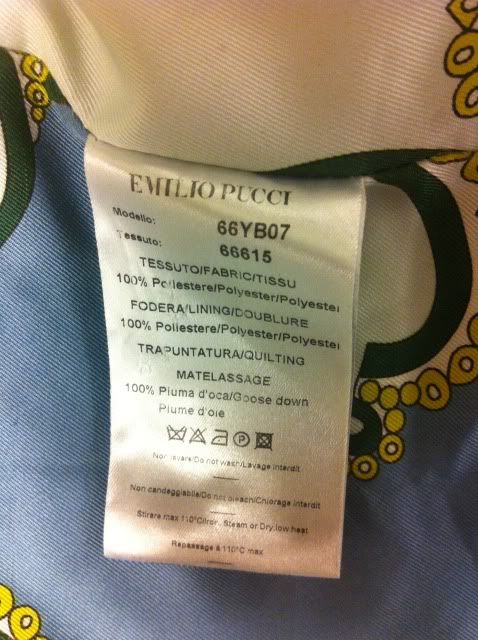 EMILIO PUCCI
Modello: 66YB07
Tessuto: 66615
TESSUTO/FABRIC/TISSU
100% Poliestere/Polyester/Polyester
FODERA/LINING/DOUBLURE
100% Poliestere/Polyester/Polyester
TRAPUNTATURA/QUILTING
MATELASSAGE
100% Piuma d'oca/Goose down
Plume d'oie
P
Non lavare/Do not wash/Lavage interdit
Non candeggiabile/Do not bleach/Chlorage interdit
Stirare max 110°C/Iron, Steam or Dry, low heat
Repassage à 110°C max